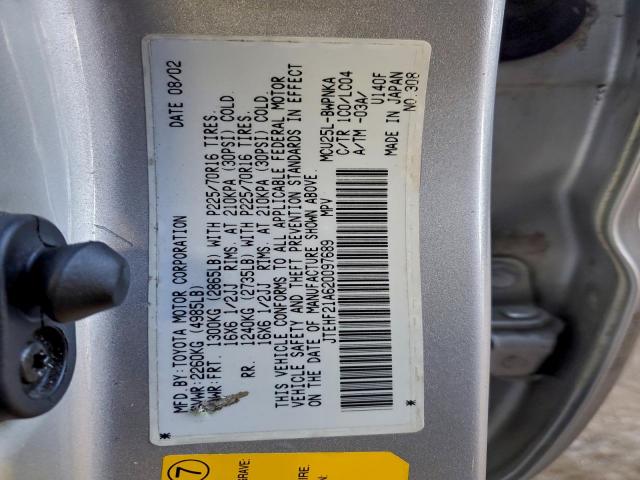 MFD.BY:TOYOTA MOTOR CORPORATION 08/02
GVWR:2260KG (4985LB)
GAWR:FRT. 1300KG (2865LB) WITH P225/70R16 TIRES.
16X6 1/2JJ RIMS. AT 210KPA (30PSI) COLD.
RR. 1240KG (2735LB) WITH P225/70R16 TIRES.
16X6 1/2JJ RIMS. AT 210KPA (30PSI) COLD.
THIS VEHICLE CONFORMS TO ALL APPLICABLE FEDERAL MOTOR
VEHICLE SAFETY AND THEFT PREVENTION STANDARDS IN EFFECT
ON THE DATE OF MANUFACTURE SHOWN ABOVE.
JTEHF21A620097689 MPV
* *
MCU25L-BWPNKA
C/TR 1C0/LC04
A/TM -03A/ U140F
MADE IN JAPAN
NO.308
7